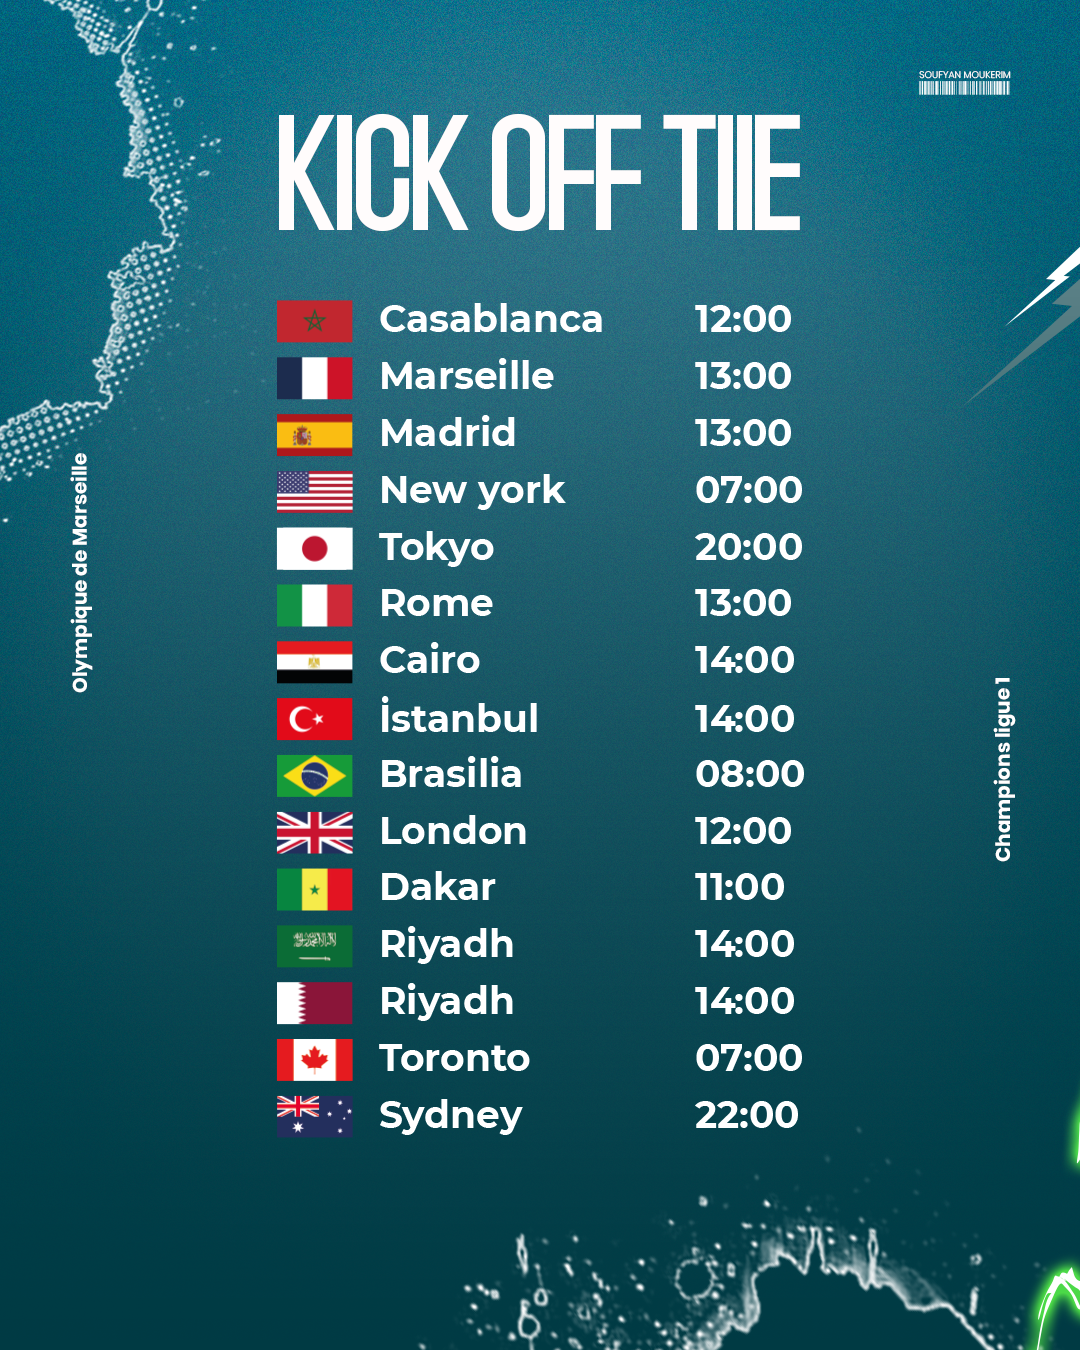 SOUFYAN MOUKERIM
KICK OFF TIIE
Casablanca 12:00
Marseille 13:00
Madrid 13:00
New york 07:00
Tokyo 20:00
Rome 13:00
Cairo 14:00
İstanbul 14:00
Brasilia 08:00
London 12:00
Dakar 11:00
Riyadh 14:00
Riyadh 14:00
Toronto 07:00
Sydney 22:00
Olympique de Marseille
Champions ligue 1